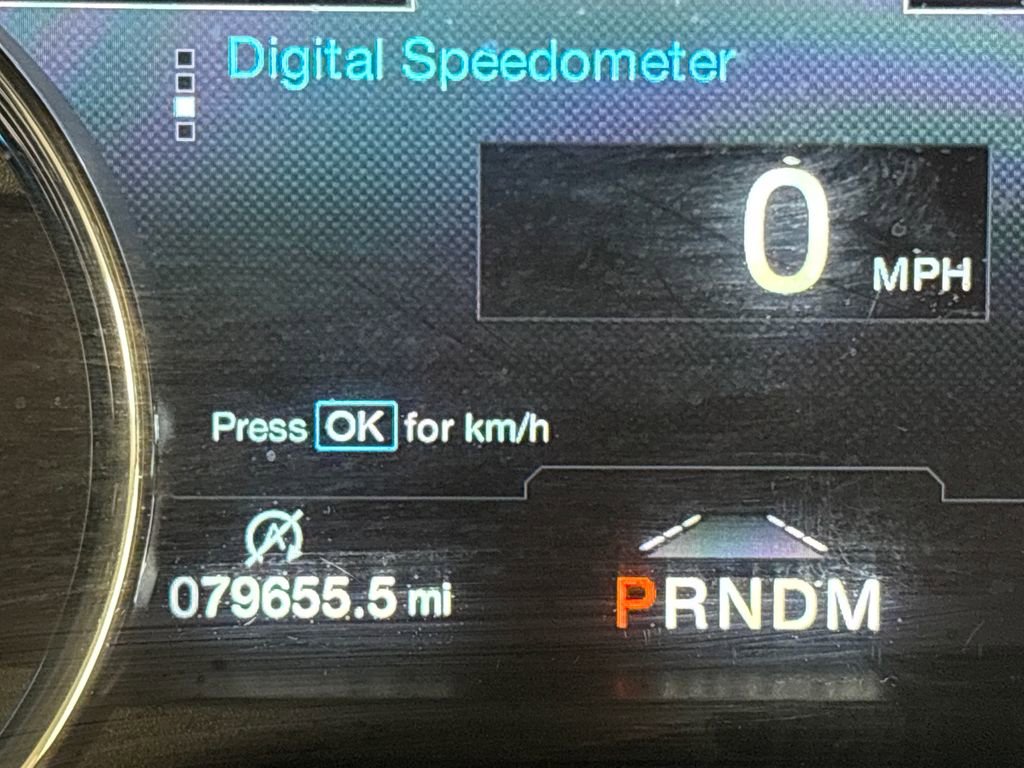 Digital Speedometer
0 MPH
Press OK for km/h
A
079655.5 mi
PRNDM